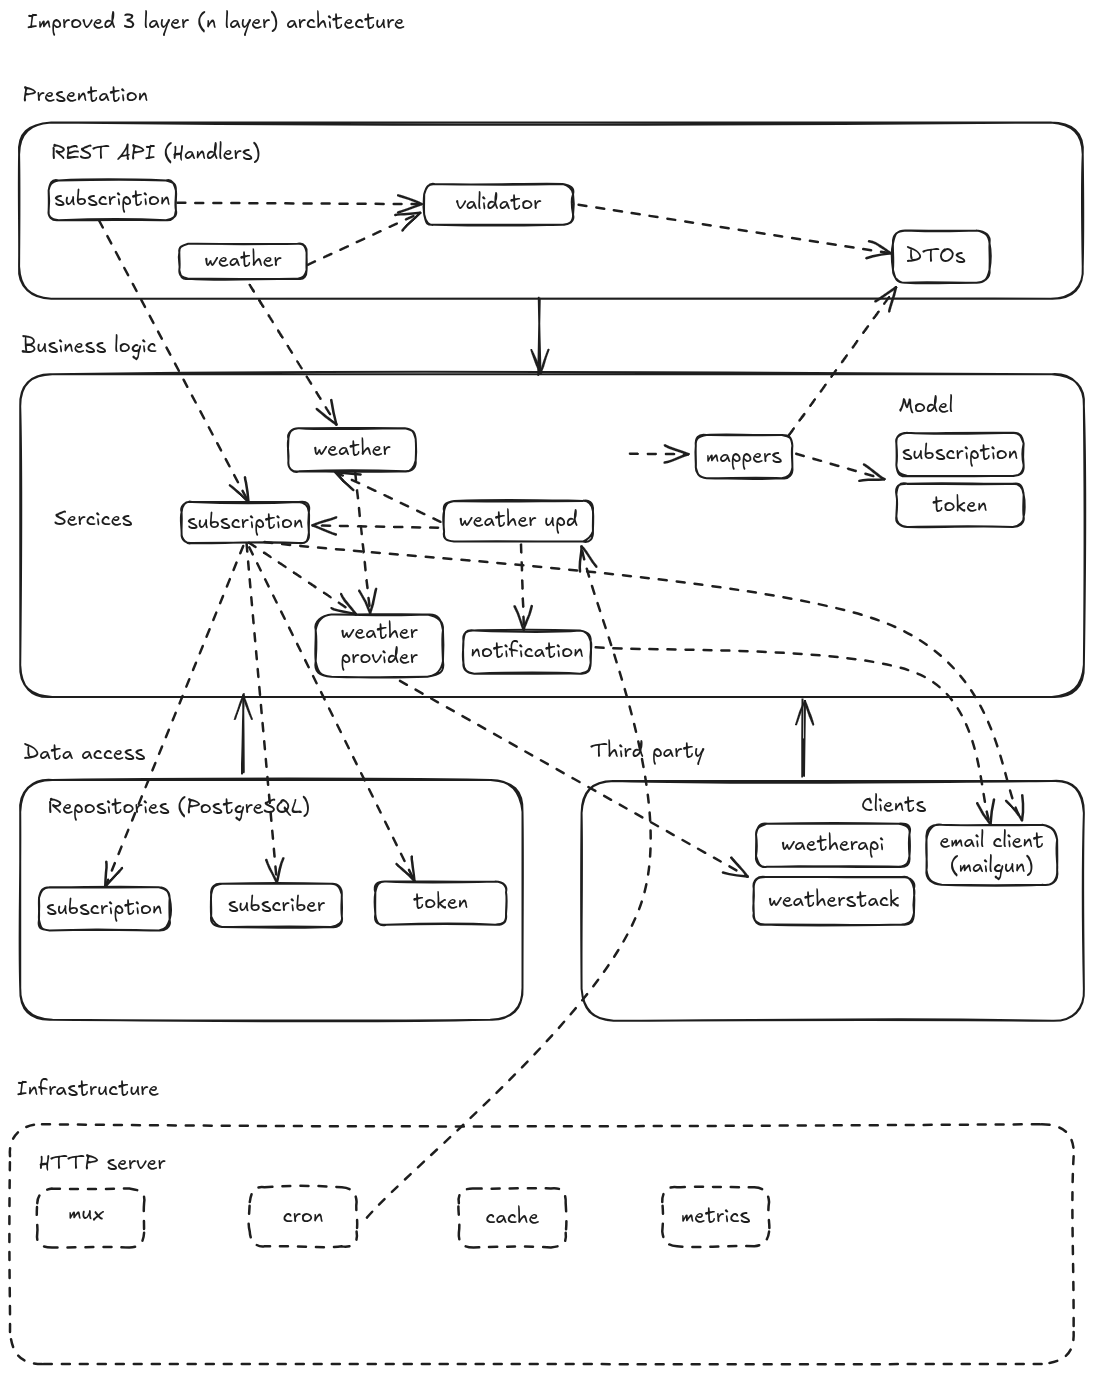 Improved 3 layer (n layer) architecture
Presentation
REST API (Handlers)
subscription
validator
weather
DTOs
Business logic
Model
weather
mappers
subscription
token
Sercices
subscription
weather upd
weather
provider
notification
Data access
Third party
Repositories (PostgreSQL)
Clients
waetherapi
email client
(mailgun)
weatherstack
subscription
subscriber
token
Infrastructure
HTTP server
mux
cron
cache
metrics